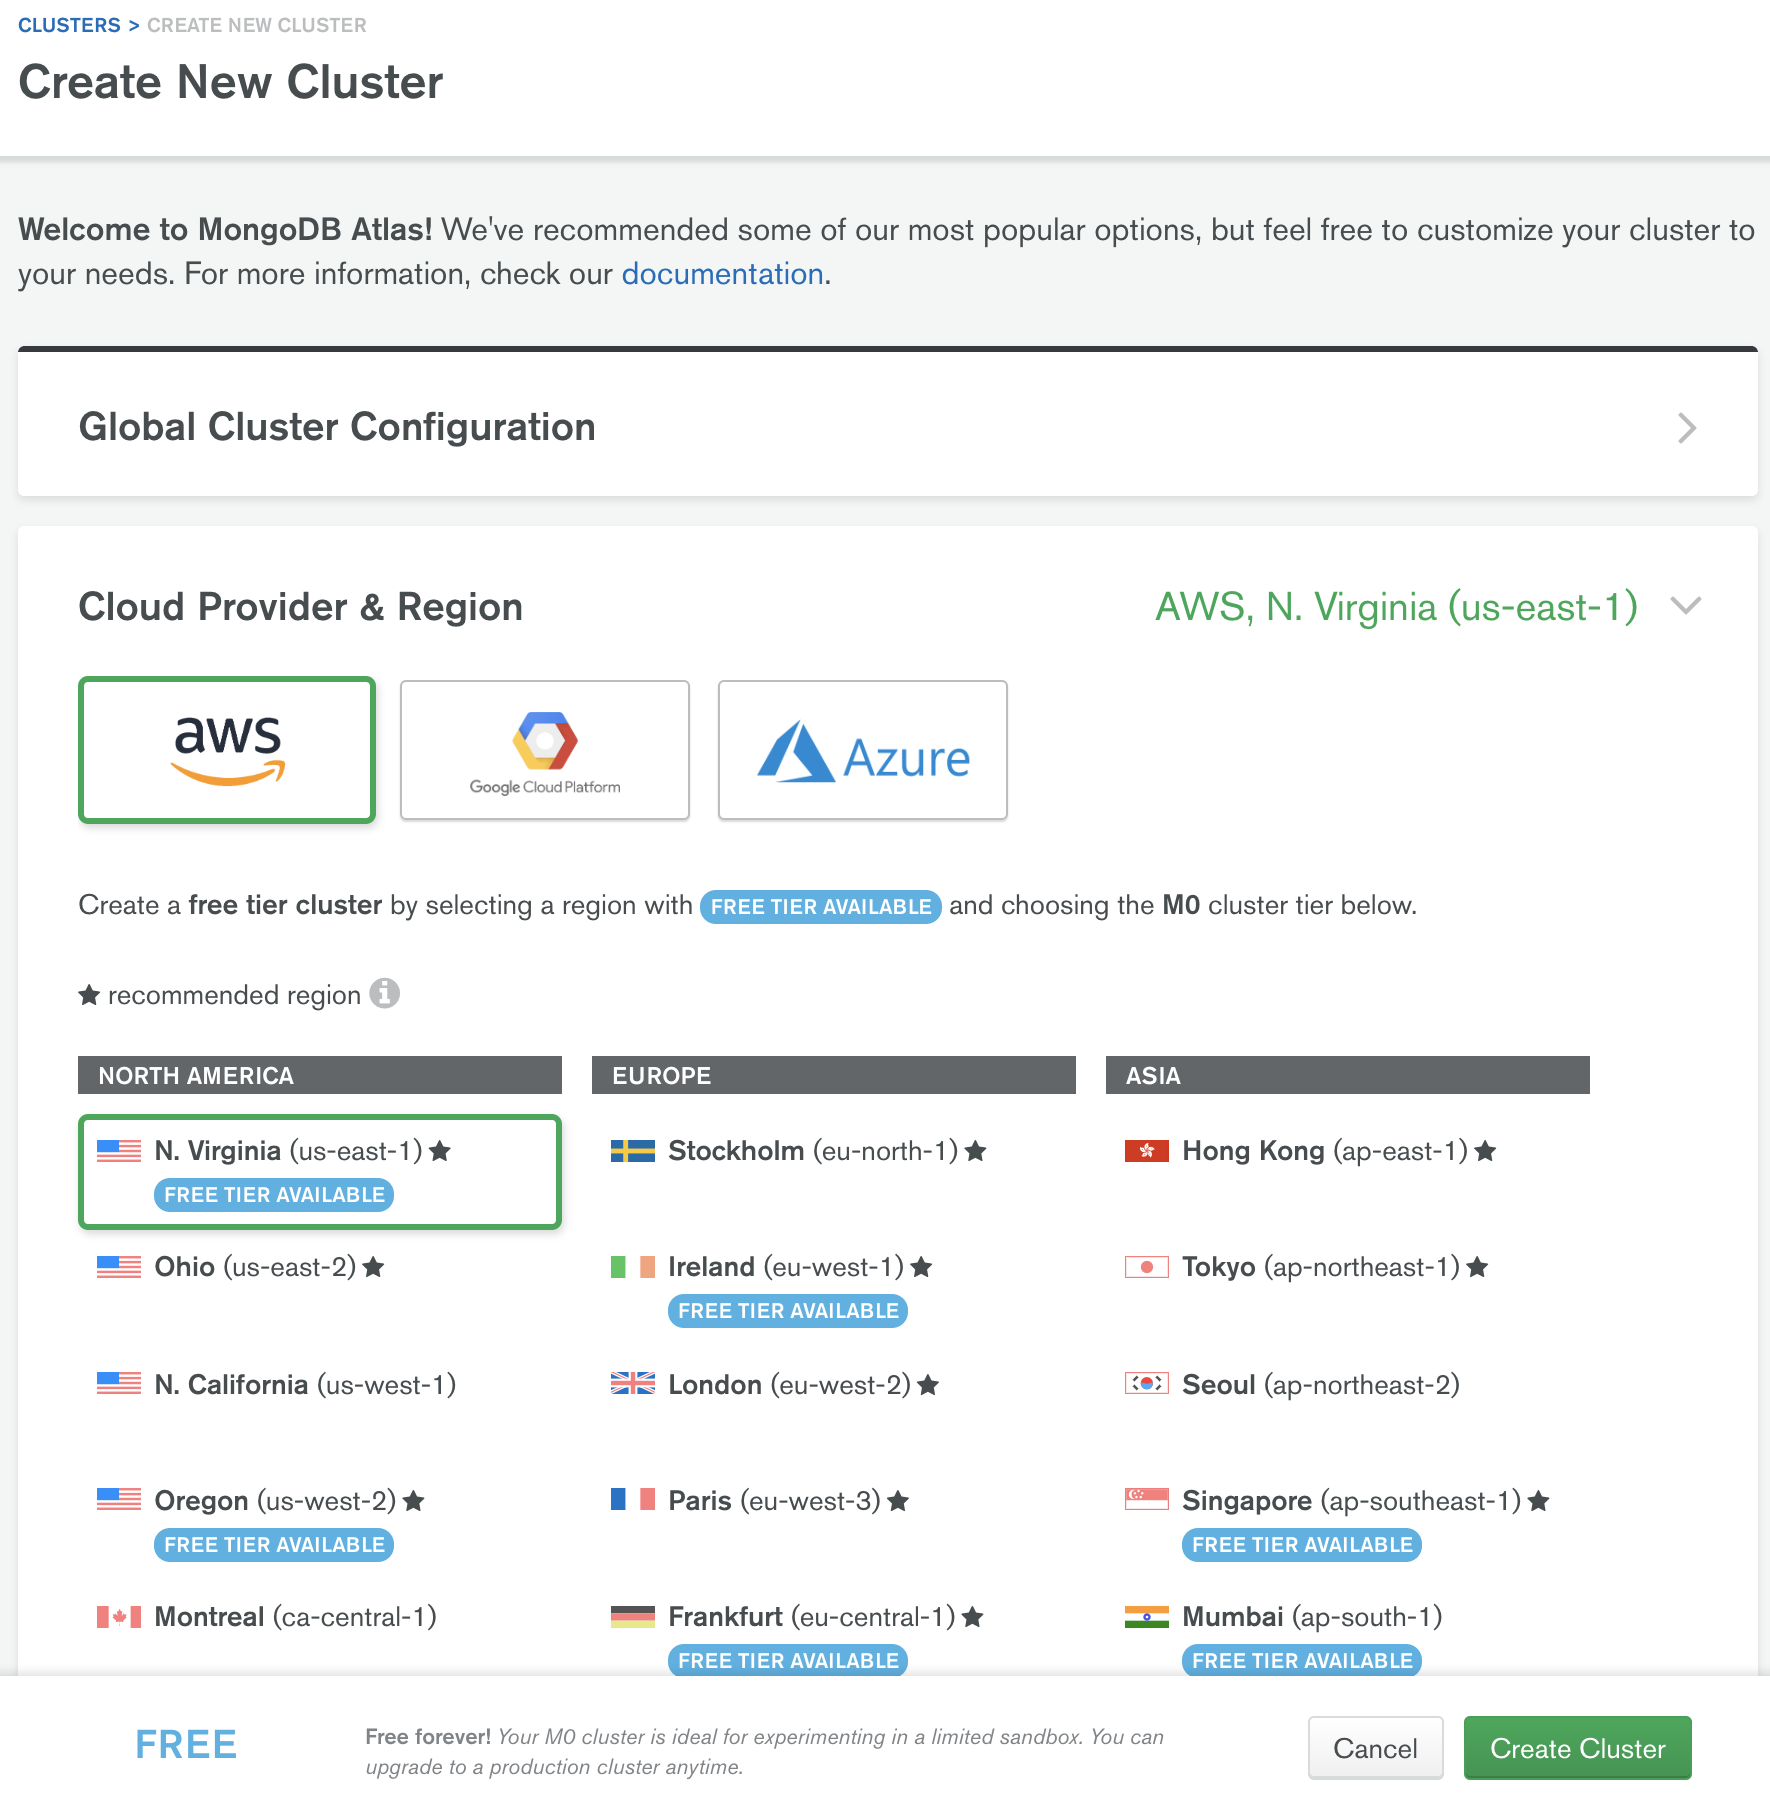 CLUSTERS > CREATE NEW CLUSTER
Create New Cluster
Welcome to MongoDB Atlas! We've recommended some of our most popular options, but feel free to customize your cluster to
your needs. For more information, check our documentation.
Global Cluster Configuration
Cloud Provider & Region
AWS, N. Virginia (us-east-1)
aws
Google Cloud Platform
Azure
Create a free tier cluster by selecting a region with FREE TIER AVAILABLE and choosing the M0 cluster tier below.
★ recommended region
NORTH AMERICA
N. Virginia (us-east-1) ★
FREE TIER AVAILABLE
Ohio (us-east-2) ★
N. California (us-west-1)
Oregon (us-west-2) ★
FREE TIER AVAILABLE
Montreal (ca-central-1)
EUROPE
Stockholm (eu-north-1) ★
Ireland (eu-west-1) ★
FREE TIER AVAILABLE
London (eu-west-2) ★
Paris (eu-west-3) ★
Frankfurt (eu-central-1) ★
FREE TIER AVAILABLE
ASIA
Hong Kong (ap-east-1) ★
Tokyo (ap-northeast-1) ★
Seoul (ap-northeast-2)
Singapore (ap-southeast-1) ★
FREE TIER AVAILABLE
Mumbai (ap-south-1)
FREE TIER AVAILABLE
FREE
Free forever! Your M0 cluster is ideal for experimenting in a limited sandbox. You can
upgrade to a production cluster anytime.
Cancel
Create Cluster